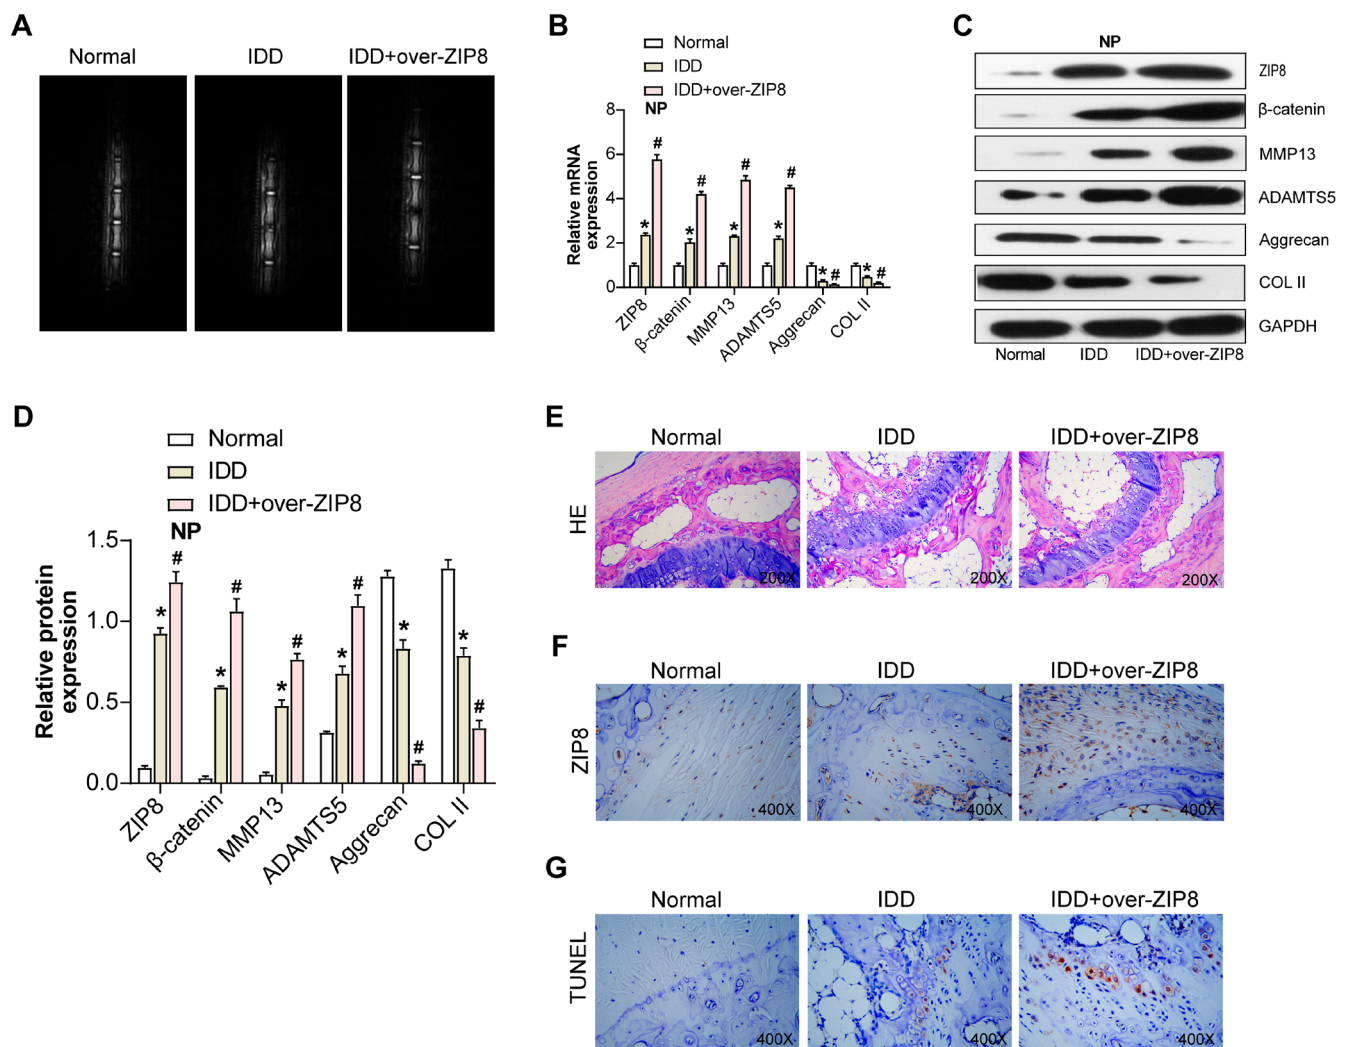 A
Normal
IDD
IDD+over-ZIP8
B
Normal
IDD
IDD+over-ZIP8
NP
8
6
4
2
0
Relative mRNA
expression
*
#
*
#
*
#
*
#
*
#
*
#
ZIP8
β-catenin
MMP13
ADAMTS5
Aggrecan
COL II
C
NP
ZIP8
β-catenin
MMP13
ADAMTS5
Aggrecan
COL II
GAPDH
Normal
IDD
IDD+over-ZIP8
D
Normal
IDD
IDD+over-ZIP8
NP
1.5
1.0
0.5
0.0
Relative protein
expression
*
#
*
#
*
#
*
#
*
#
*
#
ZIP8
β-catenin
MMP13
ADAMTS5
Aggrecan
COL II
E
Normal
IDD
IDD+over-ZIP8
HE
200X
200X
200X
F
Normal
IDD
IDD+over-ZIP8
ZIP8
400X
400X
400X
G
Normal
IDD
IDD+over-ZIP8
TUNEL
400X
400X
400X